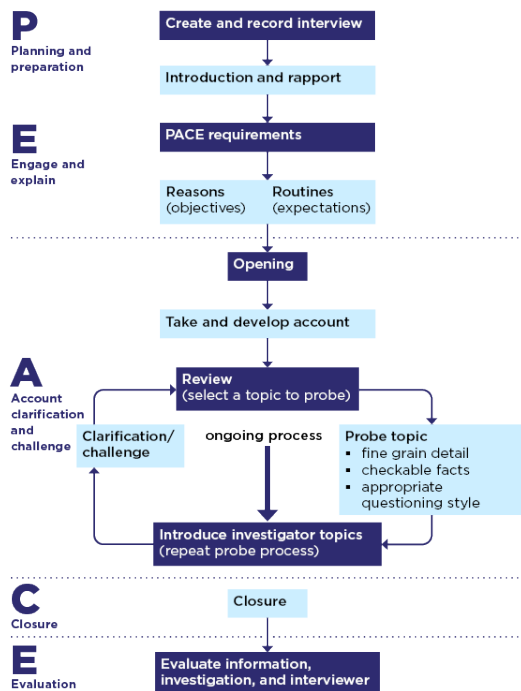 P
Planning and
preparation
Create and record interview
Introduction and rapport
E
Engage and
explain
PACE requirements
Reasons
(objectives)
Routines
(expectations)
Opening
Take and develop account
A
Account
clarification
and
challenge
Review
(select a topic to probe)
Clarification/
challenge
ongoing process
Probe topic
▪ fine grain detail
▪ checkable facts
▪ appropriate
questioning style
Introduce investigator topics
(repeat probe process)
C
Closure
Closure
E
Evaluation
Evaluate information,
investigation, and interviewer